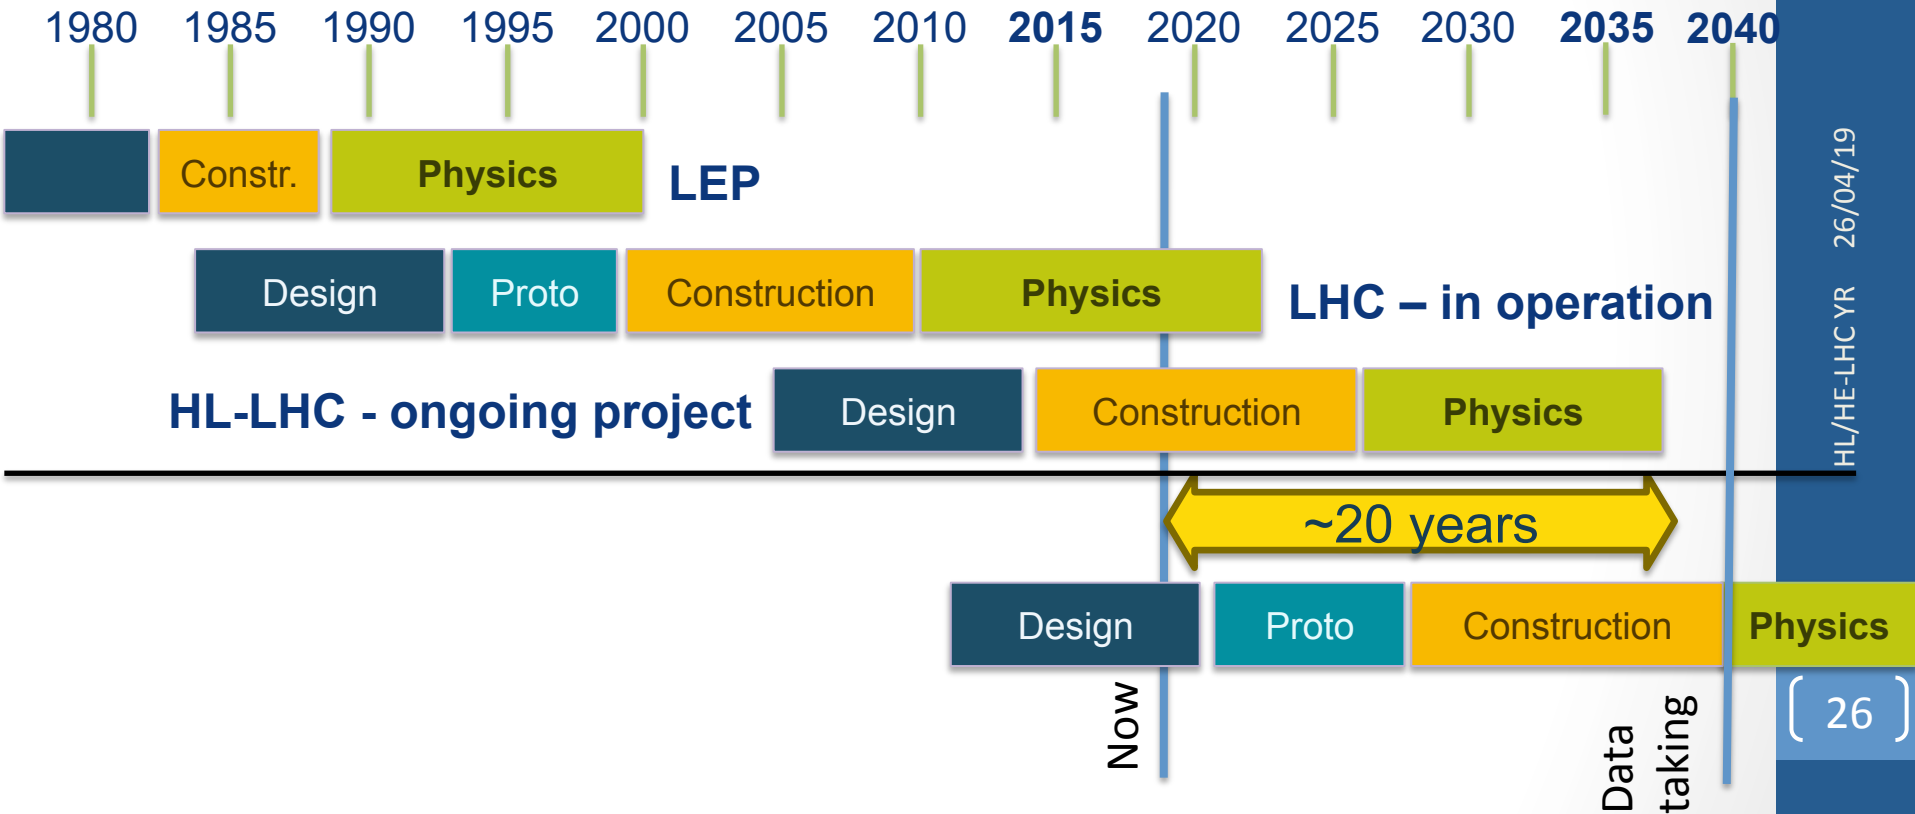 1980 1985 1990 1995 2000 2005 2010 2015 2020 2025 2030 2035 2040
Constr. Physics LEP
Design Proto Construction Physics LHC – in operation
HL-LHC - ongoing project Design Construction Physics
~20 years
Design Proto Construction Physics
Now
Data
taking
HL/HE-LHC YR 26/04/19
26